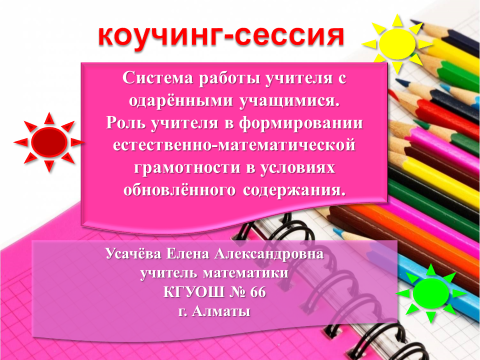 коучинг-сессия
Система работы учителя с
одарёнными учащимися.
Роль учителя в формировании
естественно-математической
грамотности в условиях
обновлённого содержания.
Усачёва Елена Александровна
учитель математики
КГУОШ № 66
г. Алматы